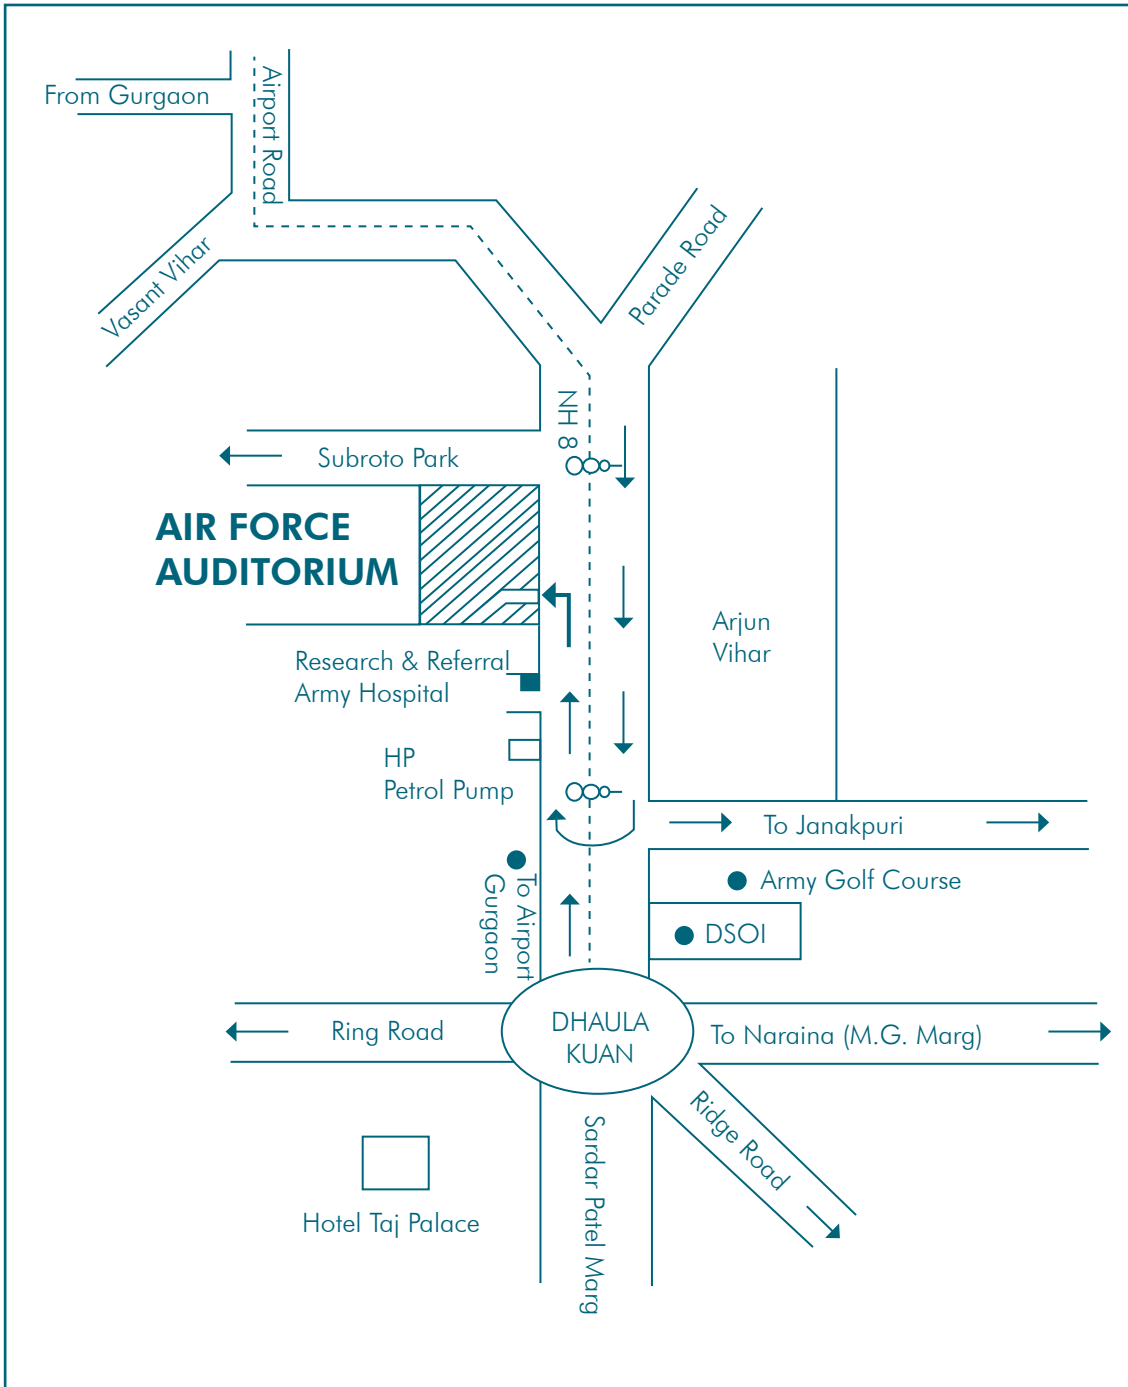 From Gurgaon
Airport Road
Vasant Vihar
Parade Road
NH 8
Subroto Park
AIR FORCE
AUDITORIUM
Arjun
Vihar
Research & Referral
Army Hospital
HP
Petrol Pump
To Janakpuri
To Airport
Gurgaon
Army Golf Course
DSOI
Ring Road
DHAULA
KUAN
To Naraina (M.G. Marg)
Ridge Road
Sardar Patel Marg
Hotel Taj Palace